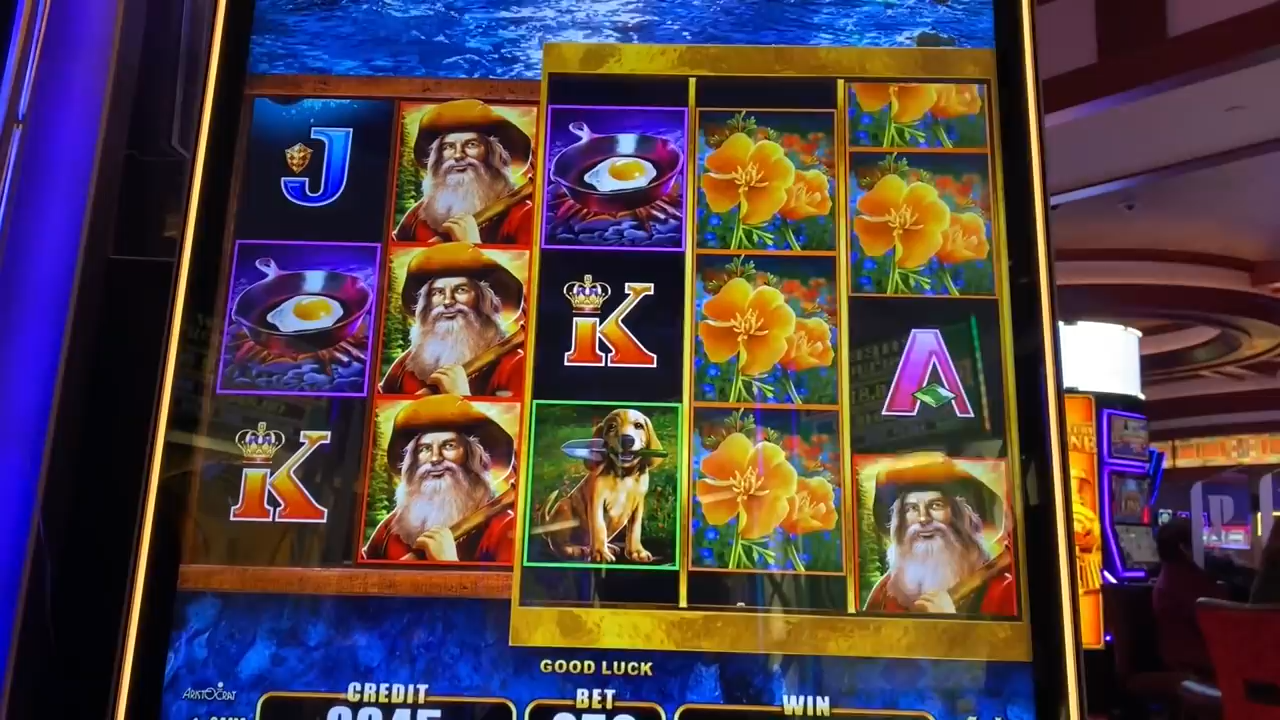 J
K
K
A
GOOD LUCK
ARISTOCRAT
CREDIT
BET
WIN